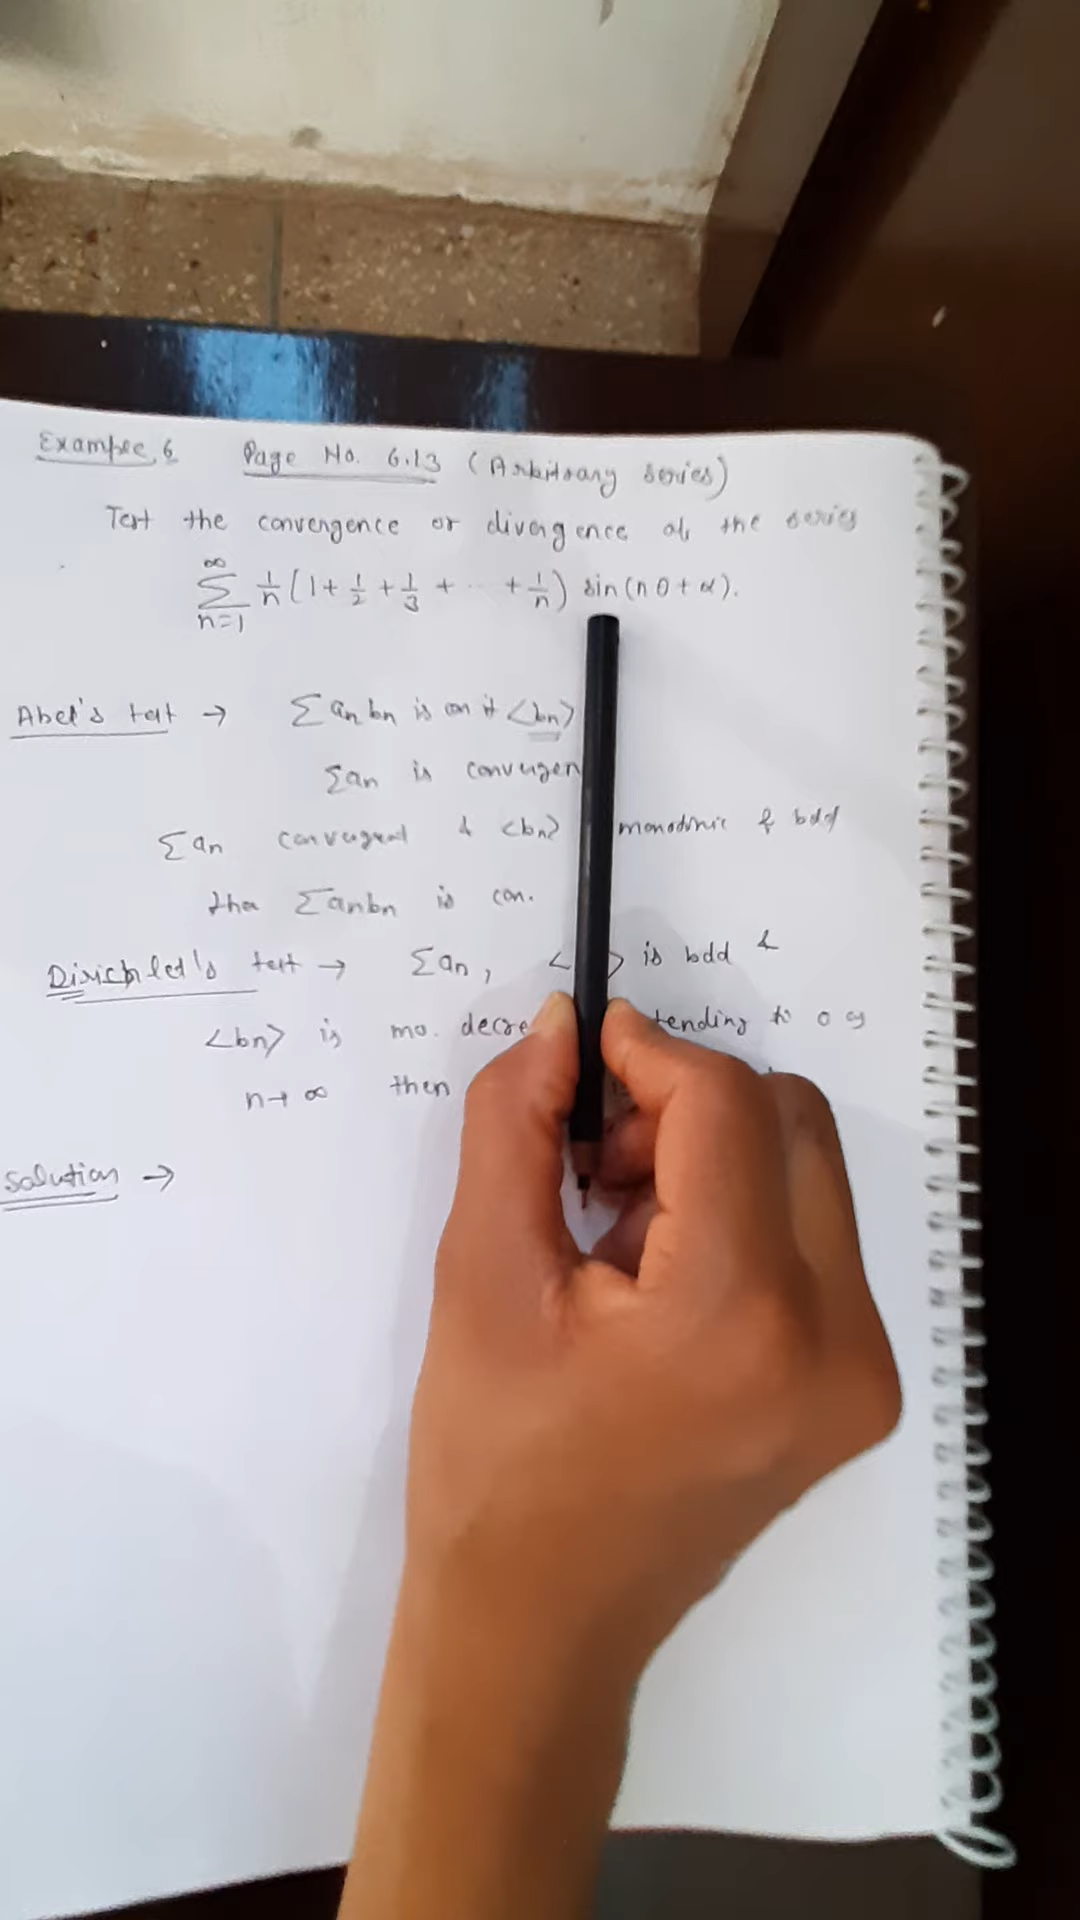 Example 6 Page No. 6.13 (Arbitrary series)
Test the convergence or divergence of the series
∞
∑ 1/n (1 + 1/2 + 1/3 + ... + 1/n) sin (nθ + α).
n=1
Abel's test → ∑ an bn is con if <bn>
∑an is convergen
∑an convergent & <bn> monotonic & bdd
then ∑anbn is con.
Dirichlet's test → ∑an, < > is bdd &
<bn> is mo. decre tending to 0 as
n→ ∞ then
Solution →